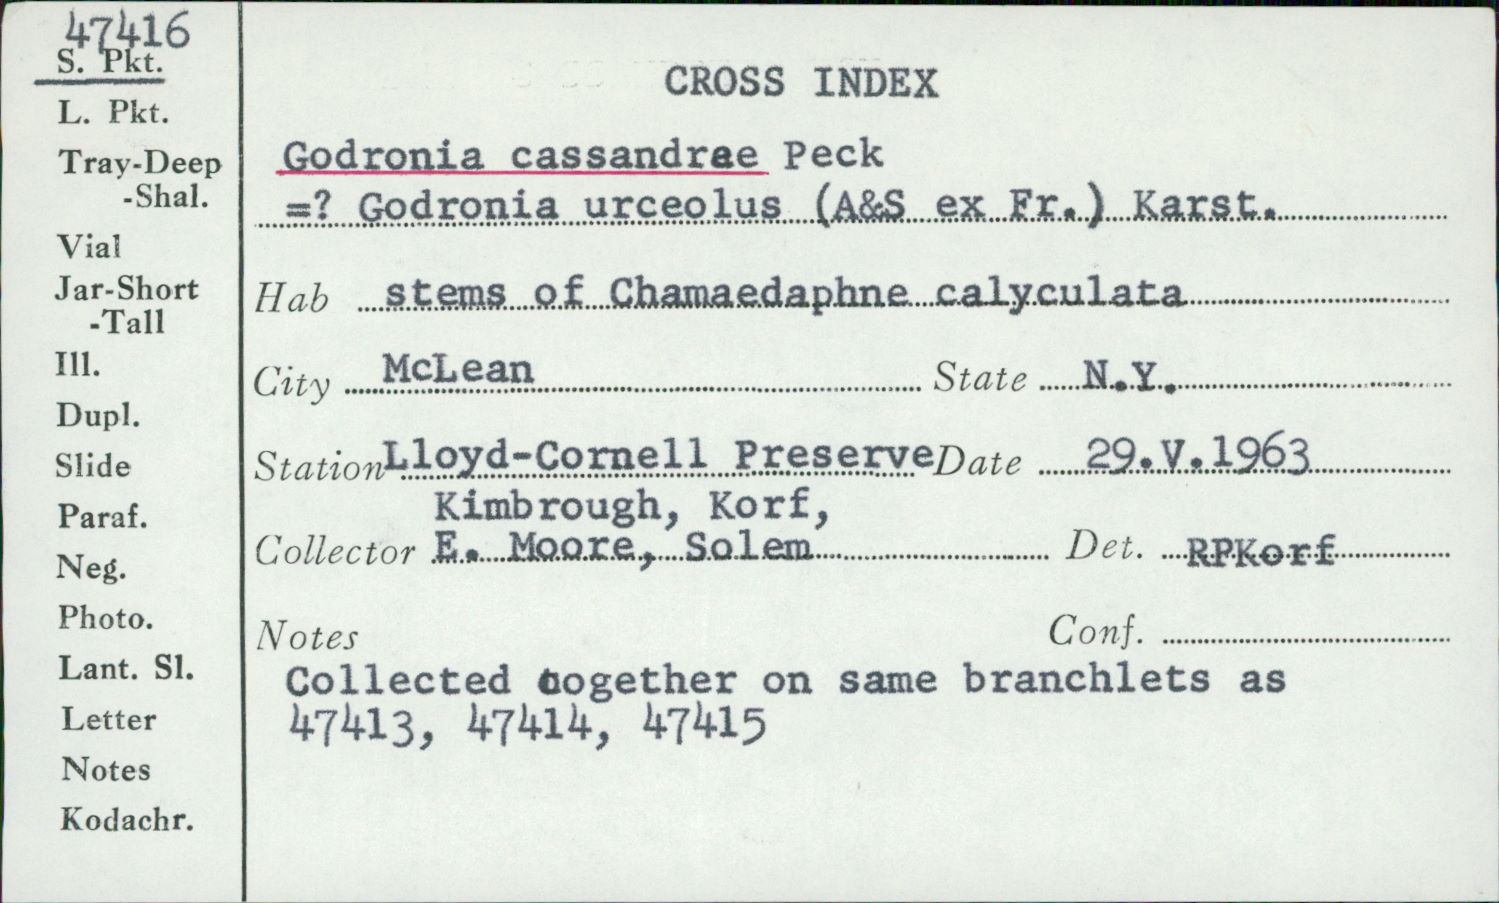 47416
S. Pkt.
L. Pkt.
Tray-Deep
-Shal.
Vial
Jar-Short
-Tall
Ill.
Dupl.
Slide
Paraf.
Neg.
Photo.
Lant. Sl.
Letter
Notes
Kodachr.
CROSS INDEX
Godronia cassandrae Peck
=? Godronia urceolus (A&S ex Fr.) Karst.
Hab stems of Chamaedaphne calyculata
City McLean State N.Y.
Station Lloyd-Cornell Preserve Date 29.V.1963
Kimbrough, Korf,
Collector E. Moore, Solem Det. RPKorf
Notes Conf.
Collected together on same branchlets as
47413, 47414, 47415